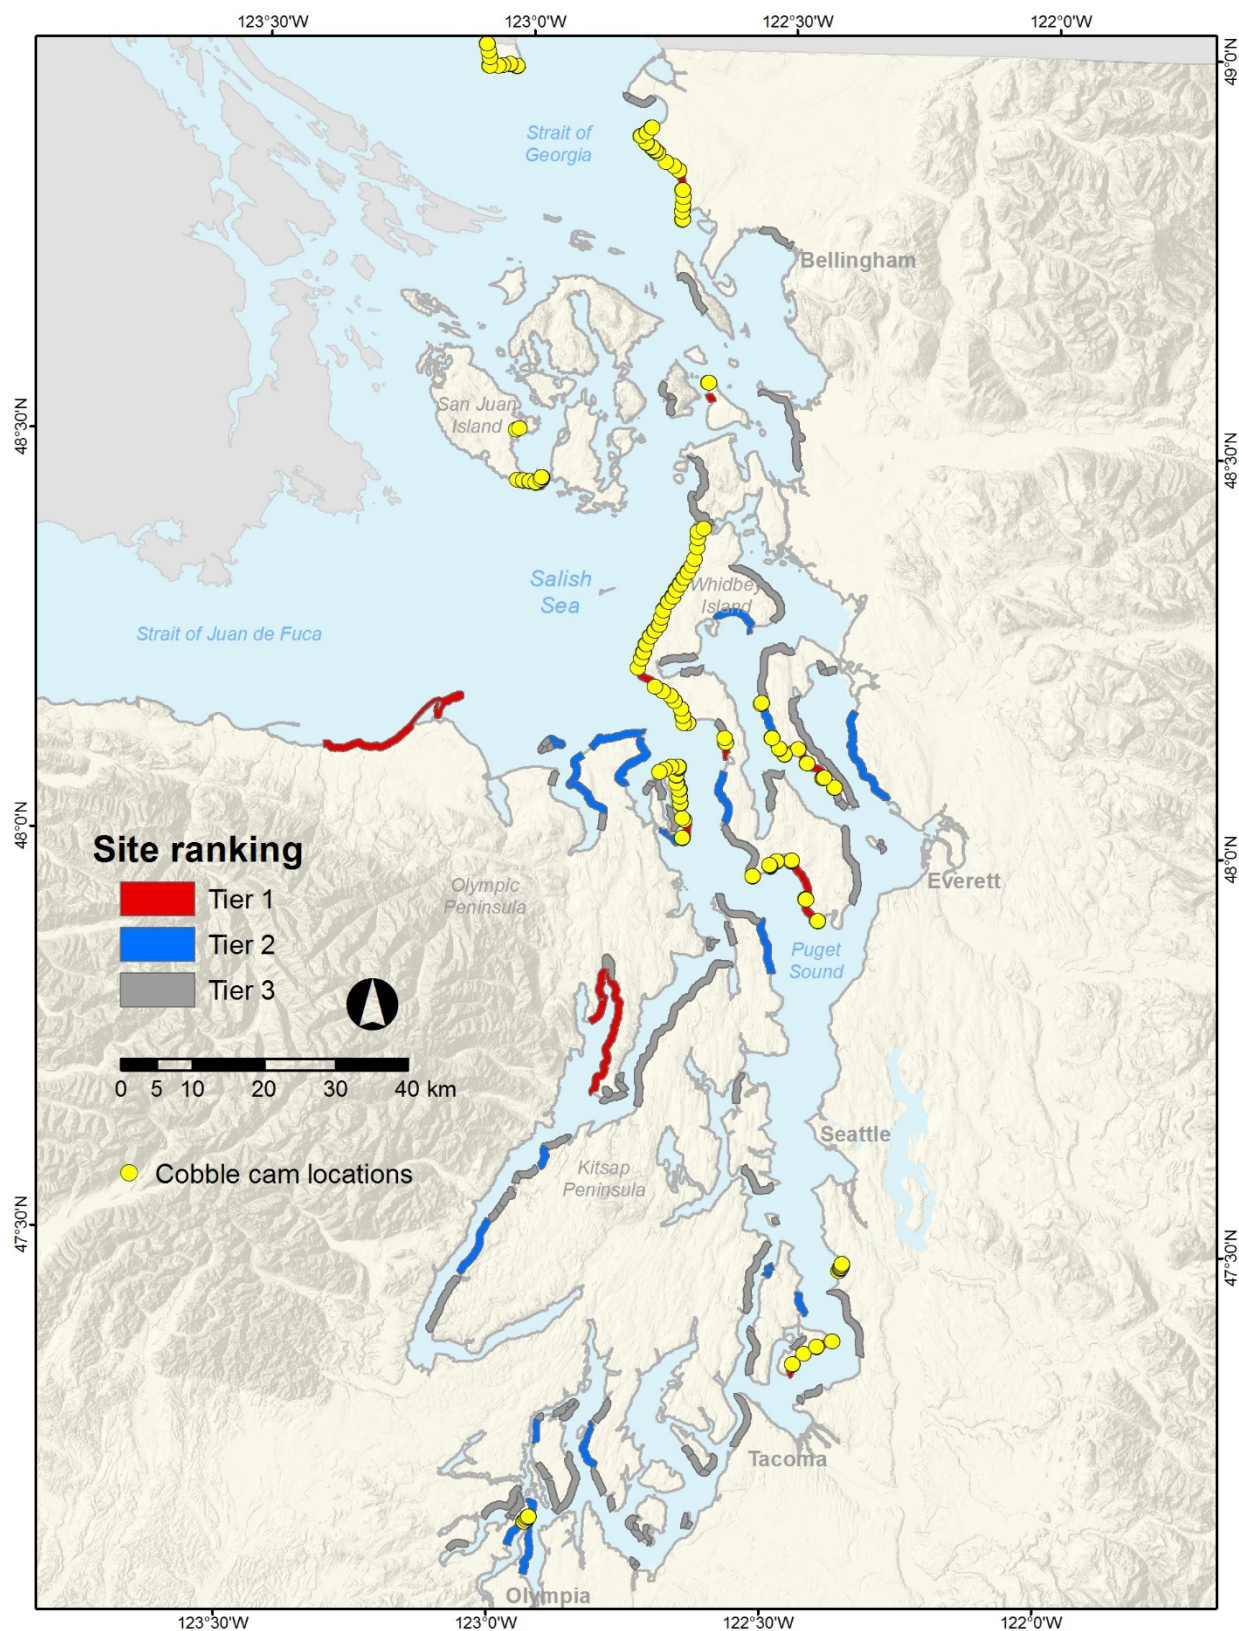 123°30'W 123°0'W 122°30'W 122°0'W
49°0'N
Strait of
Georgia
Bellingham
San Juan
Island
48°30'N
48°30'N
Whidbey
Island
Salish
Sea
Strait of Juan de Fuca
48°0'N
48°0'N
Site ranking
Tier 1
Tier 2
Tier 3
Olympic
Peninsula
Everett
Puget
Sound
0 5 10 20 30 40 km
Seattle
Cobble cam locations
Kitsap
Peninsula
47°30'N
47°30'N
Tacoma
Olympia
123°30'W 123°0'W 122°30'W 122°0'W